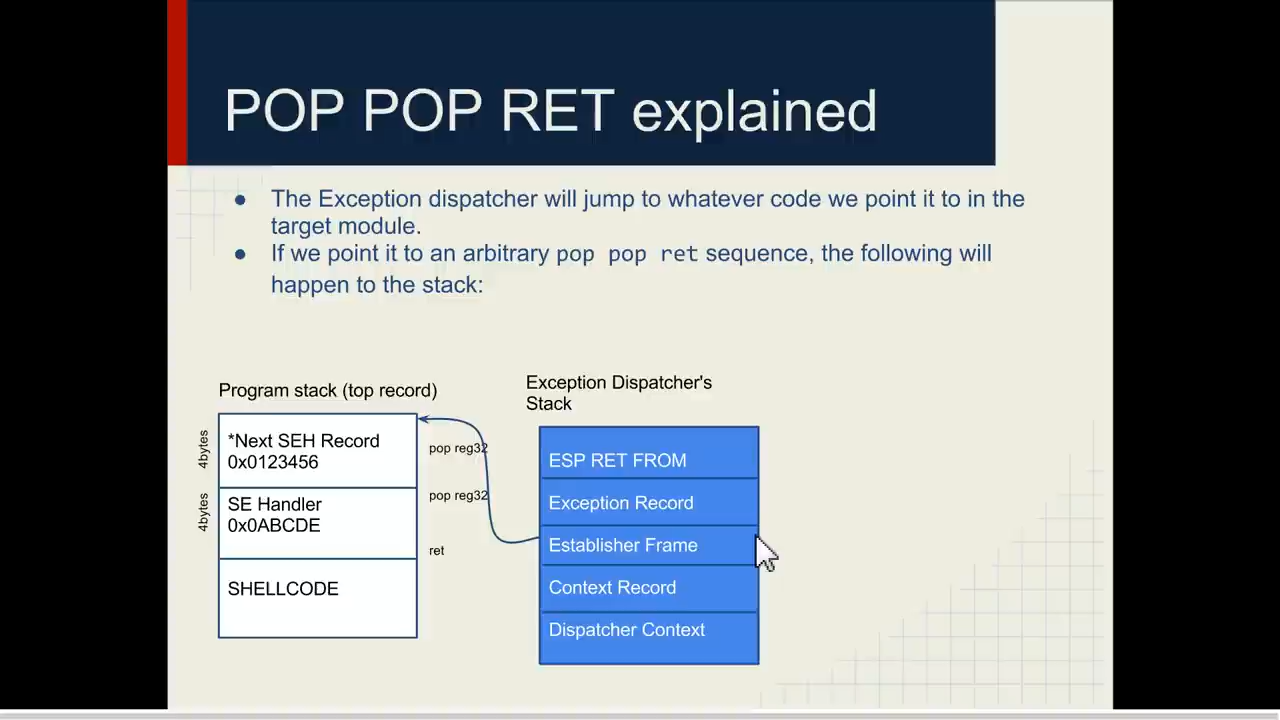 POP POP RET explained
● The Exception dispatcher will jump to whatever code we point it to in the
target module.
● If we point it to an arbitrary pop pop ret sequence, the following will
happen to the stack:
Program stack (top record)
4bytes
*Next SEH Record
0x0123456
4bytes
SE Handler
0x0ABCDE
SHELLCODE
pop reg32
pop reg32
ret
Exception Dispatcher's
Stack
ESP RET FROM
Exception Record
Establisher Frame
Context Record
Dispatcher Context